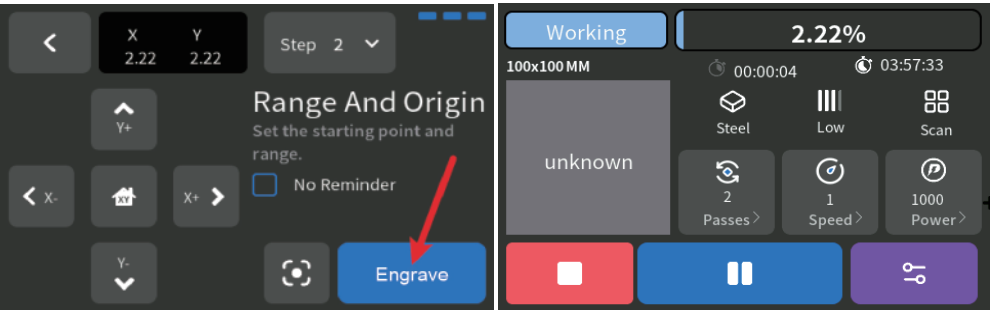 X Y
2.22 2.22
Step 2
Y+
Range And Origin
Set the starting point and
range.
No Reminder
X-
XY
X+
Y-
Engrave
Working
2.22%
100x100 MM
00:00:04
03:57:33
unknown
Steel
Low
Scan
2
Passes
1
Speed
1000
Power